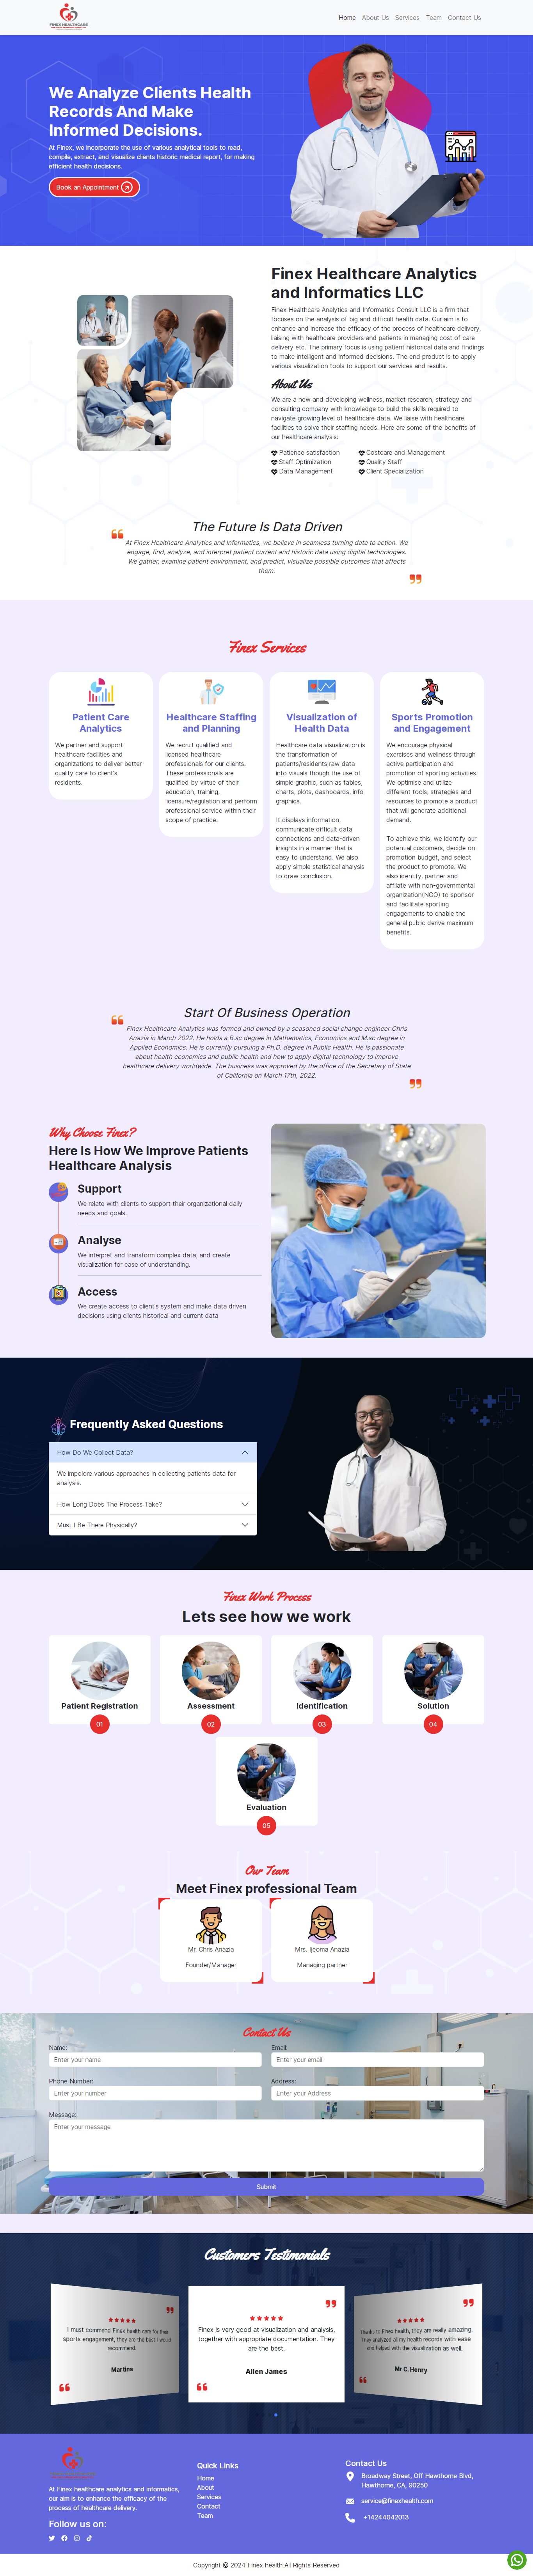 FINEX HEALTHCARE
Home
About Us
Services
Team
Contact Us
We Analyze Clients Health
Records And Make
Informed Decisions.
At Finex, we incorporate the use of various analytical tools to read,
compile, extract, and visualize clients historic medical report, for making
efficient health decisions.
Book an Appointment
Finex Healthcare Analytics
and Informatics LLC
Finex Healthcare Analytics and Informatics Consult LLC is a firm that
focuses on the analysis of big and difficult health data. Our aim is to
enhance and increase the efficacy of the process of healthcare delivery,
liaising with healthcare providers and patients in managing cost of care
delivery etc. The primary focus is using patient historical data and findings
to make intelligent and informed decisions. The end product is to apply
various visualization tools to support our services and results.
About Us
We are a new and developing wellness, market research, strategy and
consulting company with knowledge to build the skills required to
navigate growing level of healthcare data. We liaise with healthcare
facilities to solve their staffing needs. Here are some of the benefits of
our healthcare analysis:
Patience satisfaction
Staff Optimization
Data Management
Costcare and Management
Quality Staff
Client Specialization
The Future Is Data Driven
At Finex Healthcare Analytics and Informatics, we believe in seamless turning data to action. We
engage, find, analyze, and interpret patient current and historic data using digital technologies.
We gather, examine patient environment, and predict, visualize possible outcomes that affects
them.
Finex Services
Patient Care
Analytics
We partner and support
healthcare facilities and
organizations to deliver better
quality care to client's
residents.
Healthcare Staffing
and Planning
We recruit qualified and
licensed healthcare
professionals for our clients.
These professionals are
qualified by virtue of their
education, training,
licensure/regulation and perform
professional service within their
scope of practice.
Visualization of
Health Data
Healthcare data visualization is
the transformation of
patients/residents raw data
into visuals though the use of
simple graphic, such as tables,
charts, plots, dashboards, info
graphics.
It displays information,
communicate difficult data
connections and data-driven
insights in a manner that is
easy to understand. We also
apply simple statistical analysis
to draw conclusion.
Sports Promotion
and Engagement
We encourage physical
exercises and wellness through
active participation and
promotion of sporting activities.
We optimise and utilize
different tools, strategies and
resources to promote a product
that will generate additional
demand.
To achieve this, we identify our
potential customers, decide on
promotion budget, and select
the product to promote. We
also identify, partner and
affilate with non-governmental
organization(NGO) to sponsor
and facilitate sporting
engagements to enable the
general public derive maximum
benefits.
Start Of Business Operation
Finex Healthcare Analytics was formed and owned by a seasoned social change engineer Chris
Anazia in March 2022. He holds a B.sc degree in Mathematics, Economics and M.sc degree in
Applied Economics. He is currently pursuing a Ph.D. degree in Public Health. He is passionate
about health economics and public health and how to apply digital technology to improve
healthcare delivery worldwide. The business was approved by the office of the Secretary of State
of California on March 17th, 2022.
Why Choose Finex?
Here Is How We Improve Patients
Healthcare Analysis
Support
We relate with clients to support their organizational daily
needs and goals.
Analyse
We interpret and transform complex data, and create
visualization for ease of understanding.
Access
We create access to client's system and make data driven
decisions using clients historical and current data
Frequently Asked Questions
How Do We Collect Data?
We impolore various approaches in collecting patients data for
analysis.
How Long Does The Process Take?
Must I Be There Physically?
Finex Work Process
Lets see how we work
Patient Registration
01
Assessment
02
Identification
03
Solution
04
Evaluation
05
Our Team
Meet Finex professional Team
Mr. Chris Anazia
Founder/Manager
Mrs. Ijeoma Anazia
Managing partner
Contact Us
Name:
Enter your name
Email:
Enter your email
Phone Number:
Enter your number
Address:
Enter your Address
Message:
Enter your message
Submit
Customers Testimonials
I must commend Finex health care for their
sports engagement, they are the best I would
recommend.
Martins
Finex is very good at visualization and analysis,
together with appropriate documentation. They
are the best.
Allen James
Thanks to Finex health, they are really amazing.
They analyzed all my health records with ease
and helped with the visualization as well.
Mr C. Henry
At Finex healthcare analytics and informatics,
our aim is to enhance the efficacy of the
process of healthcare delivery.
Follow us on:
Quick Links
Home
About
Services
Contact
Team
Contact Us
Broadway Street, Off Hawthorne Blvd,
Hawthorne, CA, 90250
service@finexhealth.com
+14244042013
Copyright @ 2024 Finex health All Rights Reserved